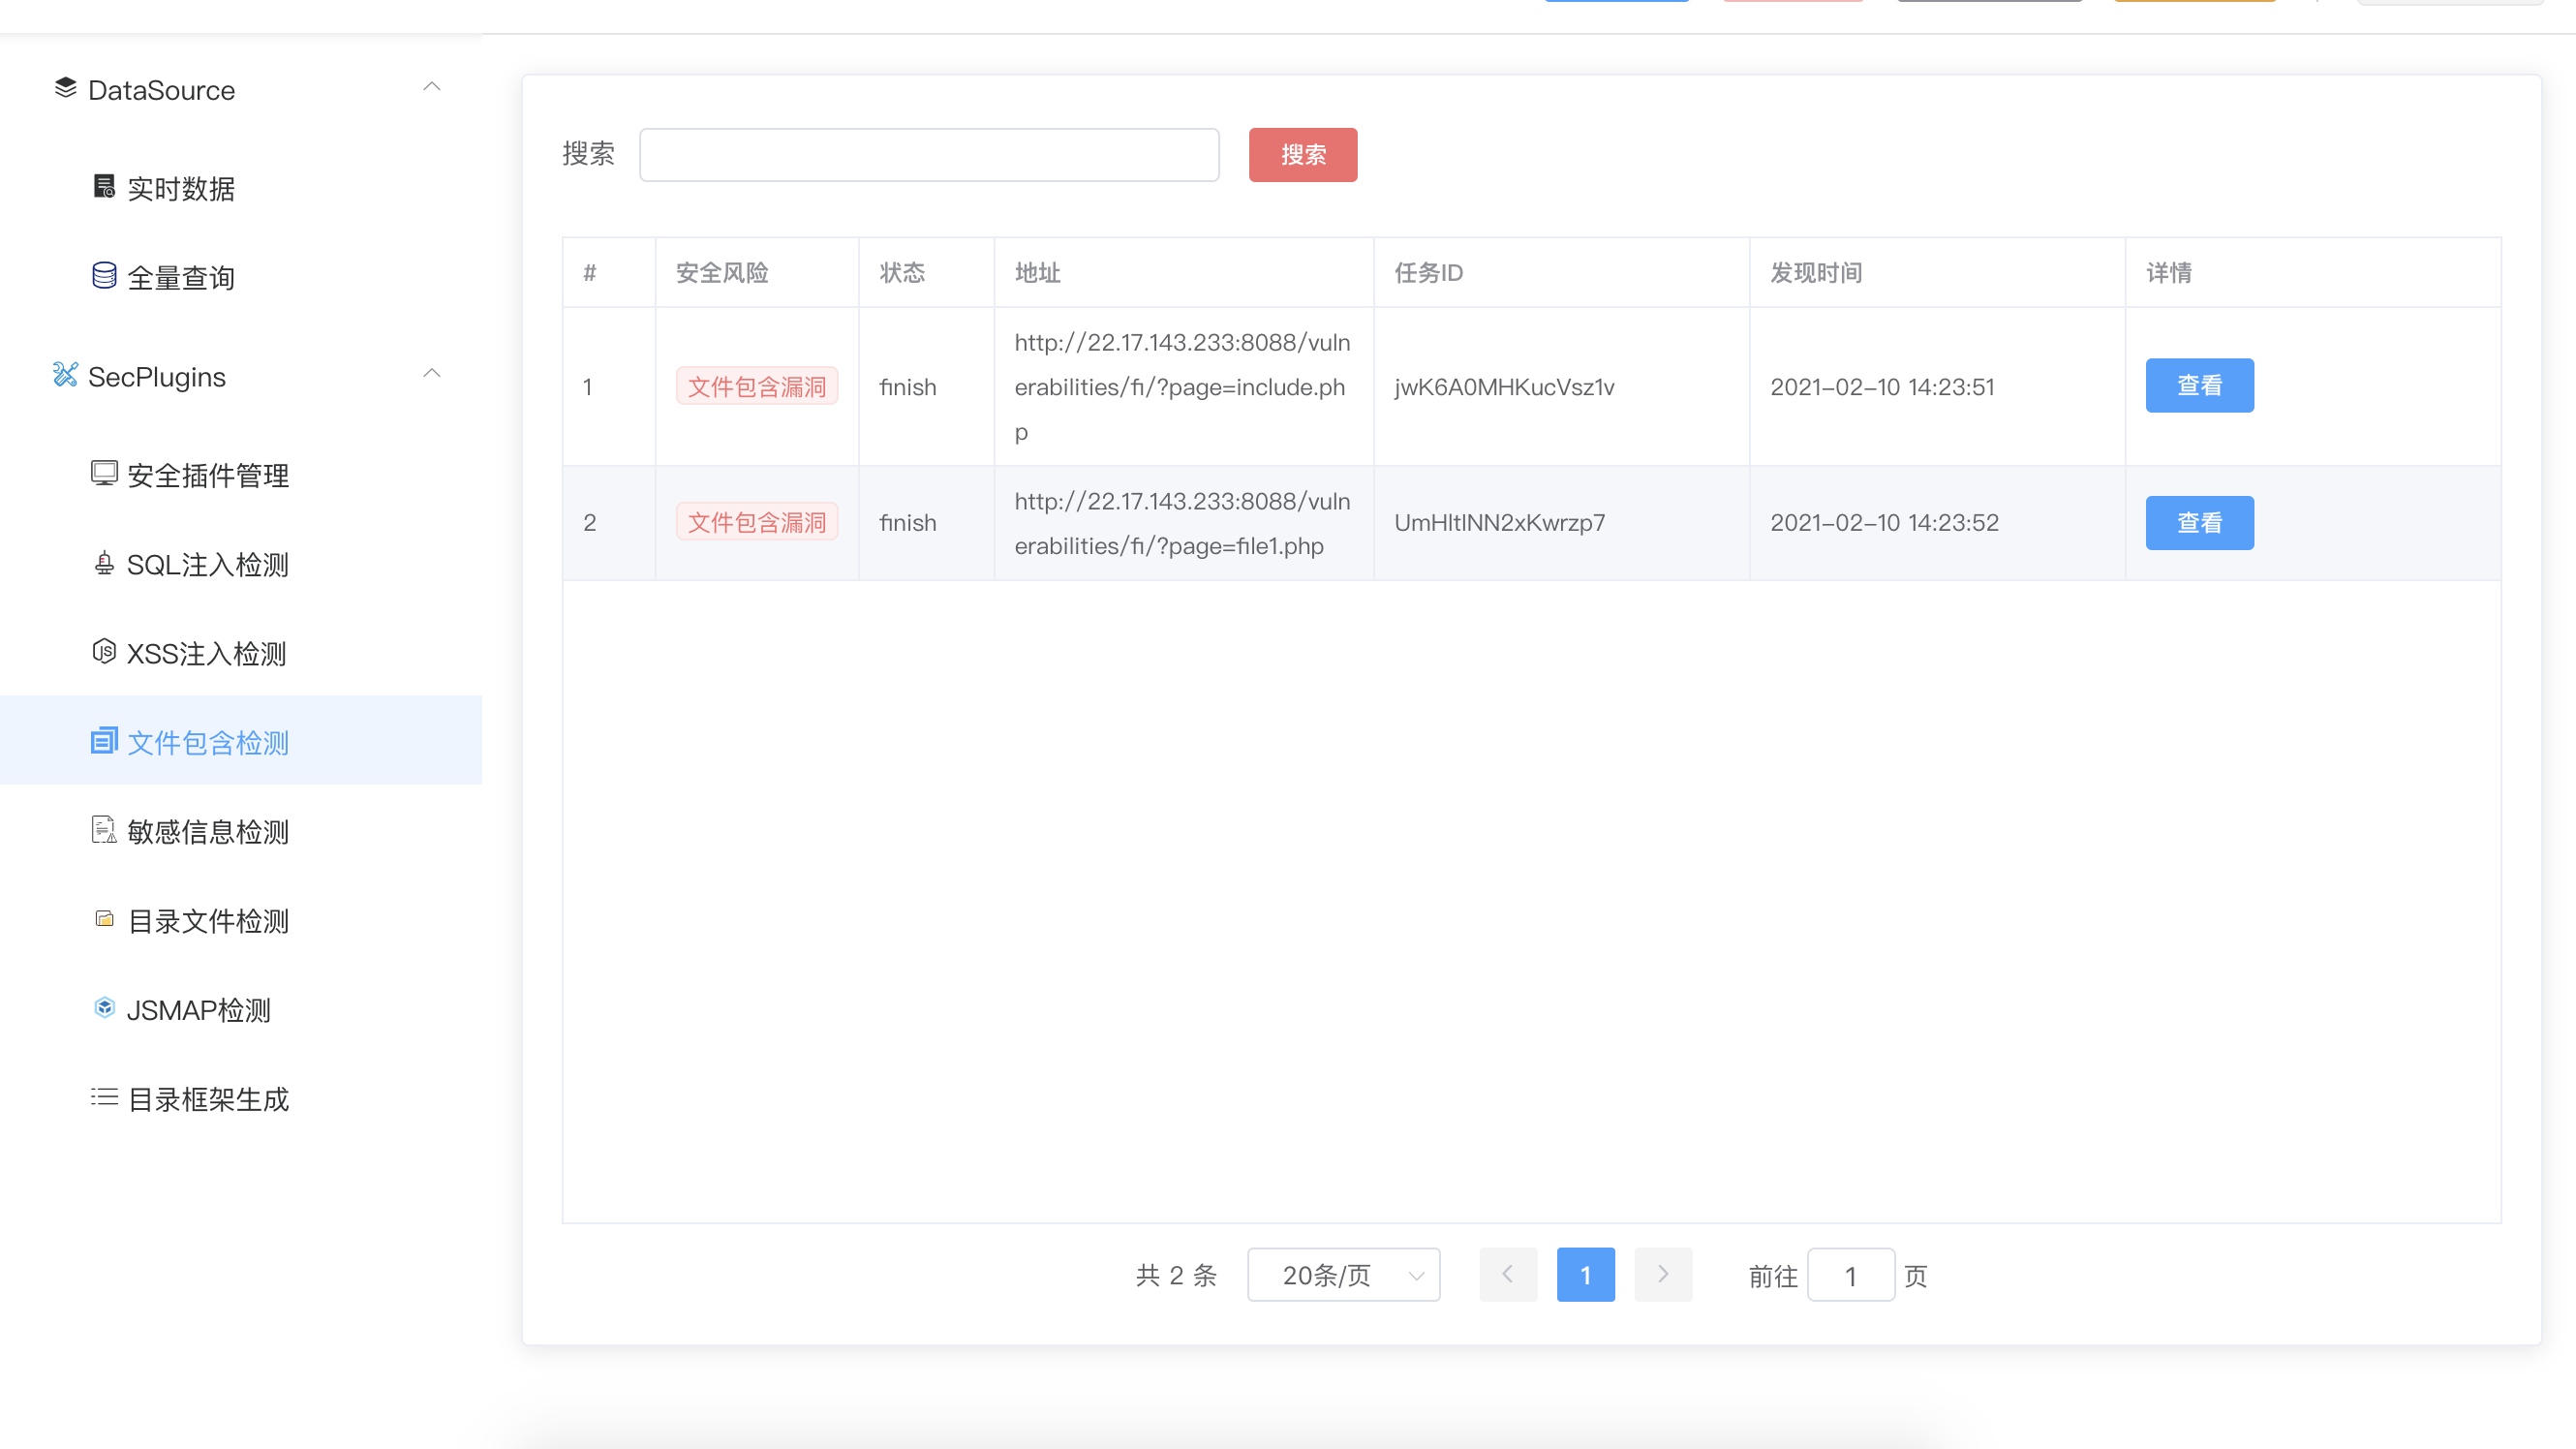 DataSource
实时数据
全量查询
SecPlugins
安全插件管理
SQL注入检测
XSS注入检测
文件包含检测
敏感信息检测
目录文件检测
JSMAP检测
目录框架生成
搜索 搜索
# 安全风险 状态 地址 任务ID 发现时间 详情
1 文件包含漏洞 finish http://22.17.143.233:8088/vuln
erabilities/fi/?page=include.ph
p
jwK6A0MHKucVsz1v 2021-02-10 14:23:51 查看
2 文件包含漏洞 finish http://22.17.143.233:8088/vuln
erabilities/fi/?page=file1.php
UmHltlNN2xKwrzp7 2021-02-10 14:23:52 查看
共 2 条 20条/页 1 前往 1 页